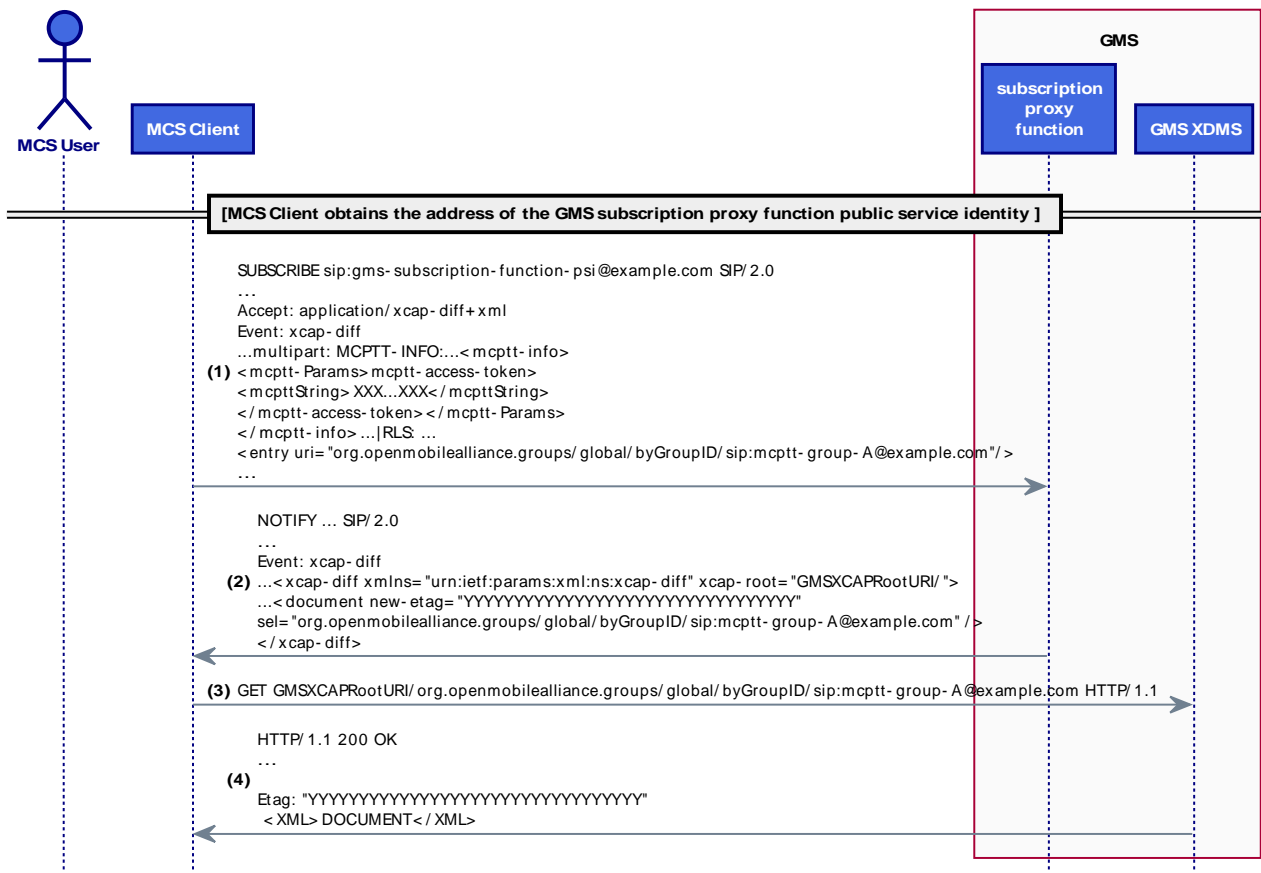 GMS
subscription
proxy
function
GMS XDMS
MCS Client
MCS User
[MCS Client obtains the address of the GMS subscription proxy function public service identity ]
SUBSCRIBE sip:gms-subscription-function-psi@example.com SIP/2.0
...
Accept: application/xcap-diff+xml
Event: xcap-diff
...multipart: MCPTT-INFO:...<mcptt-info>
(1) <mcptt-Params>mcptt-access-token>
<mcpttString>XXX...XXX</mcpttString>
</mcptt-access-token></mcptt-Params>
</mcptt-info> ...|RLS: ...
<entry uri="org.openmobilealliance.groups/global/byGroupID/sip:mcptt-group-A@example.com"/>
...
NOTIFY ... SIP/2.0
...
Event: xcap-diff
(2) ...<xcap-diff xmlns="urn:ietf:params:xml:ns:xcap-diff" xcap-root="GMSXCAPRootURI/">
...<document new-etag="YYYYYYYYYYYYYYYYYYYYYYYYYYYYYYYYY"
sel="org.openmobilealliance.groups/global/byGroupID/sip:mcptt-group-A@example.com" />
</xcap-diff>
(3) GET GMSXCAPRootURI/org.openmobilealliance.groups/global/byGroupID/sip:mcptt-group-A@example.com HTTP/1.1
HTTP/1.1 200 OK
...
(4)
Etag: "YYYYYYYYYYYYYYYYYYYYYYYYYYYYYYYYY"
<XML>DOCUMENT</XML>